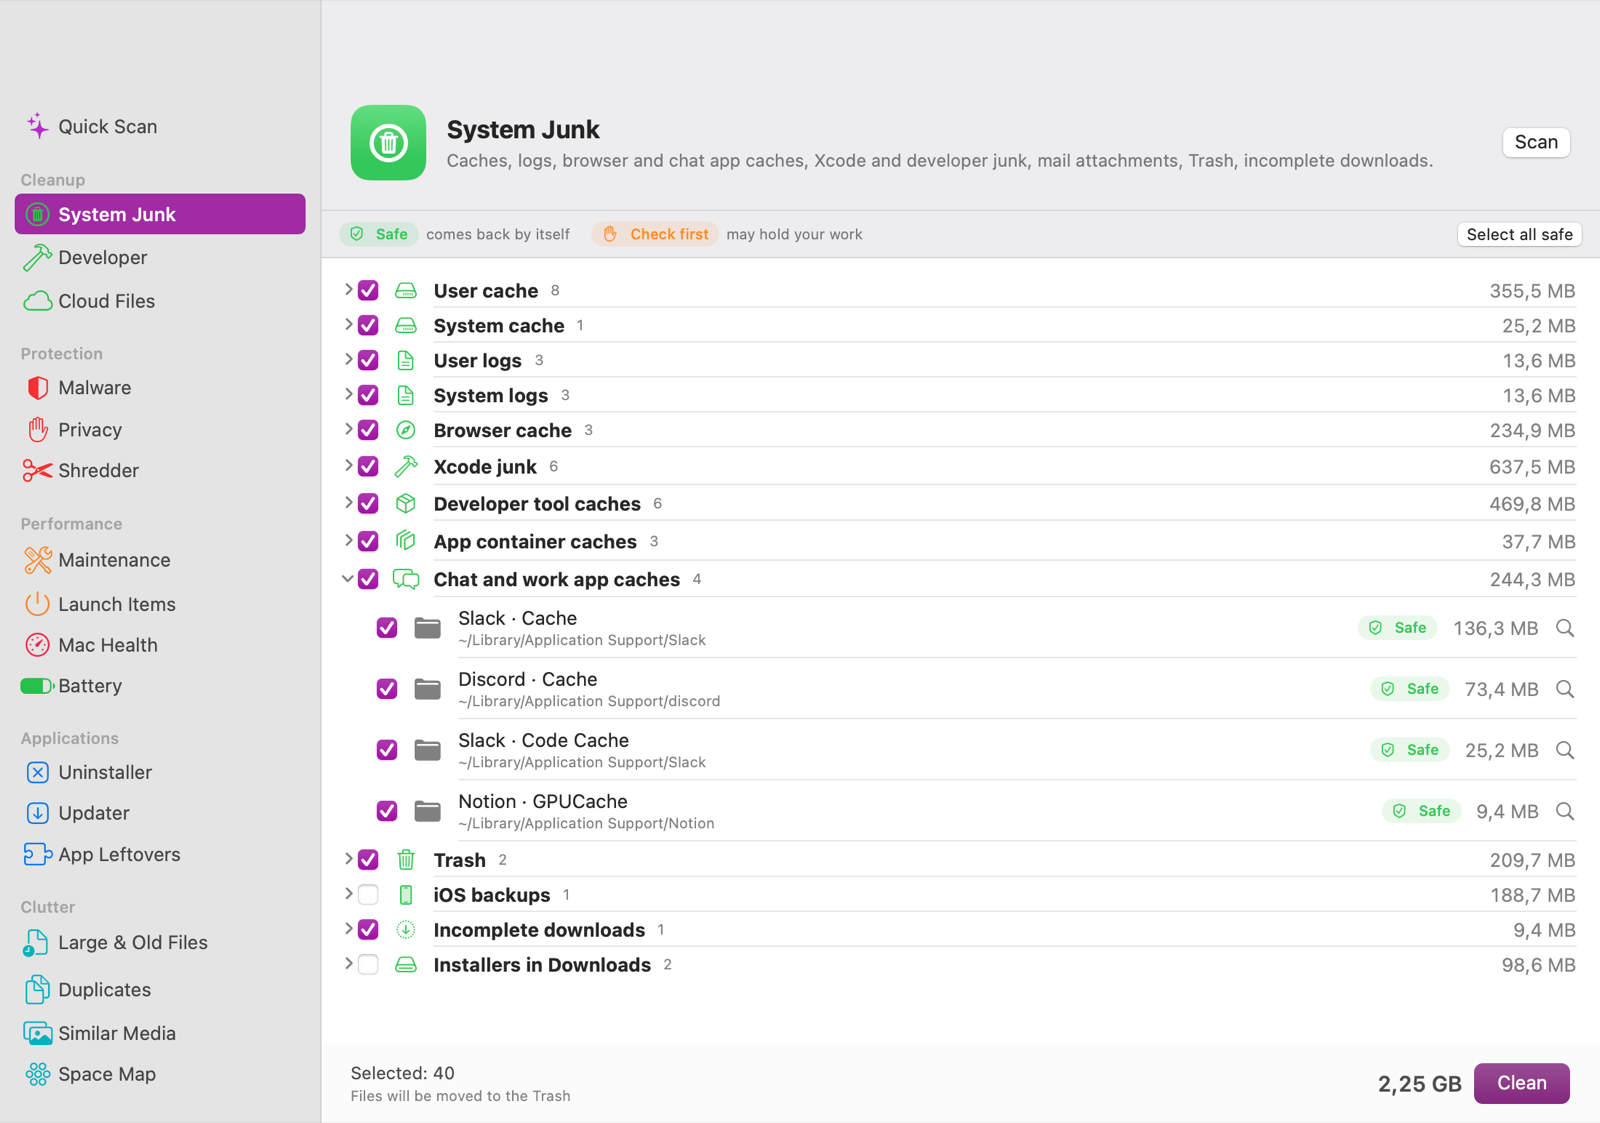 Quick Scan
Cleanup
System Junk
Developer
Cloud Files
Protection
Malware
Privacy
Shredder
Performance
Maintenance
Launch Items
Mac Health
Battery
Applications
Uninstaller
Updater
App Leftovers
Clutter
Large & Old Files
Duplicates
Similar Media
Space Map
System Junk
Caches, logs, browser and chat app caches, Xcode and developer junk, mail attachments, Trash, incomplete downloads.
Scan
Safe comes back by itself Check first may hold your work Select all safe
User cache 8 355,5 MB
System cache 1 25,2 MB
User logs 3 13,6 MB
System logs 3 13,6 MB
Browser cache 3 234,9 MB
Xcode junk 6 637,5 MB
Developer tool caches 6 469,8 MB
App container caches 3 37,7 MB
Chat and work app caches 4 244,3 MB
Slack · Cache
~/Library/Application Support/Slack
Safe 136,3 MB
Discord · Cache
~/Library/Application Support/discord
Safe 73,4 MB
Slack · Code Cache
~/Library/Application Support/Slack
Safe 25,2 MB
Notion · GPUCache
~/Library/Application Support/Notion
Safe 9,4 MB
Trash 2 209,7 MB
iOS backups 1 188,7 MB
Incomplete downloads 1 9,4 MB
Installers in Downloads 2 98,6 MB
Selected: 40
Files will be moved to the Trash
2,25 GB Clean